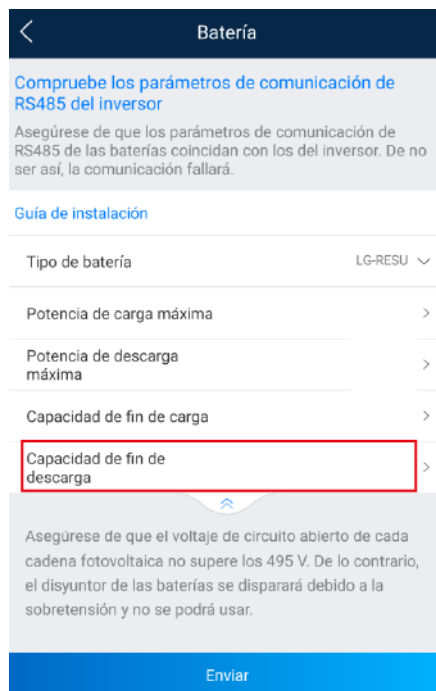 Batería
Compruebe los parámetros de comunicación de
RS485 del inversor
Asegúrese de que los parámetros de comunicación de
RS485 de las baterías coincidan con los del inversor. De no
ser así, la comunicación fallará.
Guía de instalación
Tipo de batería LG-RESU
Potencia de carga máxima
Potencia de descarga
máxima
Capacidad de fin de carga
Capacidad de fin de
descarga
Asegúrese de que el voltaje de circuito abierto de cada
cadena fotovoltaica no supere los 495 V. De lo contrario,
el disyuntor de las baterías se disparará debido a la
sobretensión y no se podrá usar.
Enviar